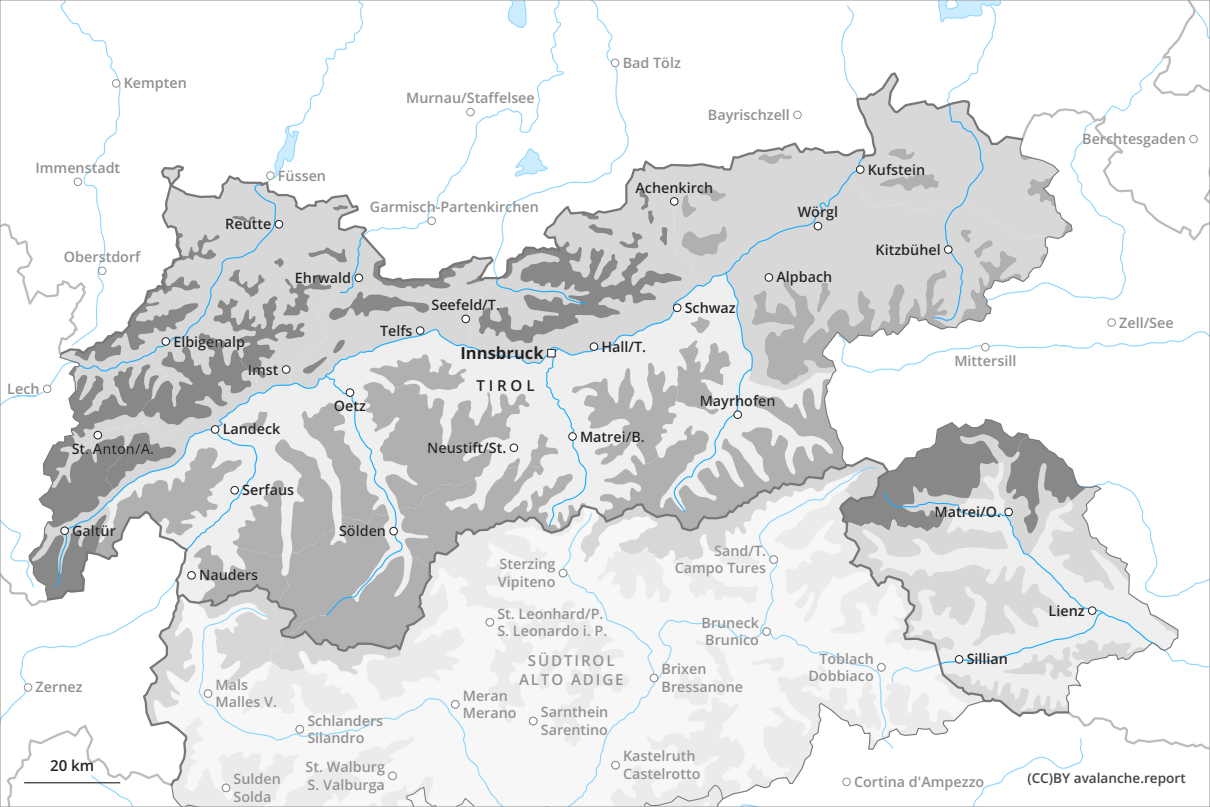 Kempten
Bad Tölz
Murnau/Staffelsee
Bayrischzell
Berchtesgaden
Immenstadt
Füssen
Kufstein
Achenkirch
Garmisch-Partenkirchen
Wörgl
Reutte
Oberstdorf
Kitzbühel
Ehrwald
Alpbach
Seefeld/T.
Schwaz
Zell/See
Telfs
Elbigenalp
Hall/T.
Innsbruck
Mittersill
Imst
TIROL
Lech
Oetz
Mayrhofen
Landeck
Matrei/B.
St. Anton/A.
Neustift/St.
Serfaus
Matrei/O.
Galtür
Sölden
Sand/T.
Campo Tures
Sterzing
Vipiteno
Nauders
Lienz
St. Leonhard/P.
S. Leonardo i. P.
Bruneck
Brunico
SÜDTIROL
ALTO ADIGE
Toblach
Dobbiaco
Sillian
Brixen
Bressanone
Zernez
Mals
Malles V.
Meran
Merano
Sarnthein
Sarentino
Schlanders
Silandro
Kastelruth
Castelrotto
St. Walburg
S. Valburga
20 km
Sulden
Solda
Cortina d'Ampezzo
(CC)BY avalanche.report